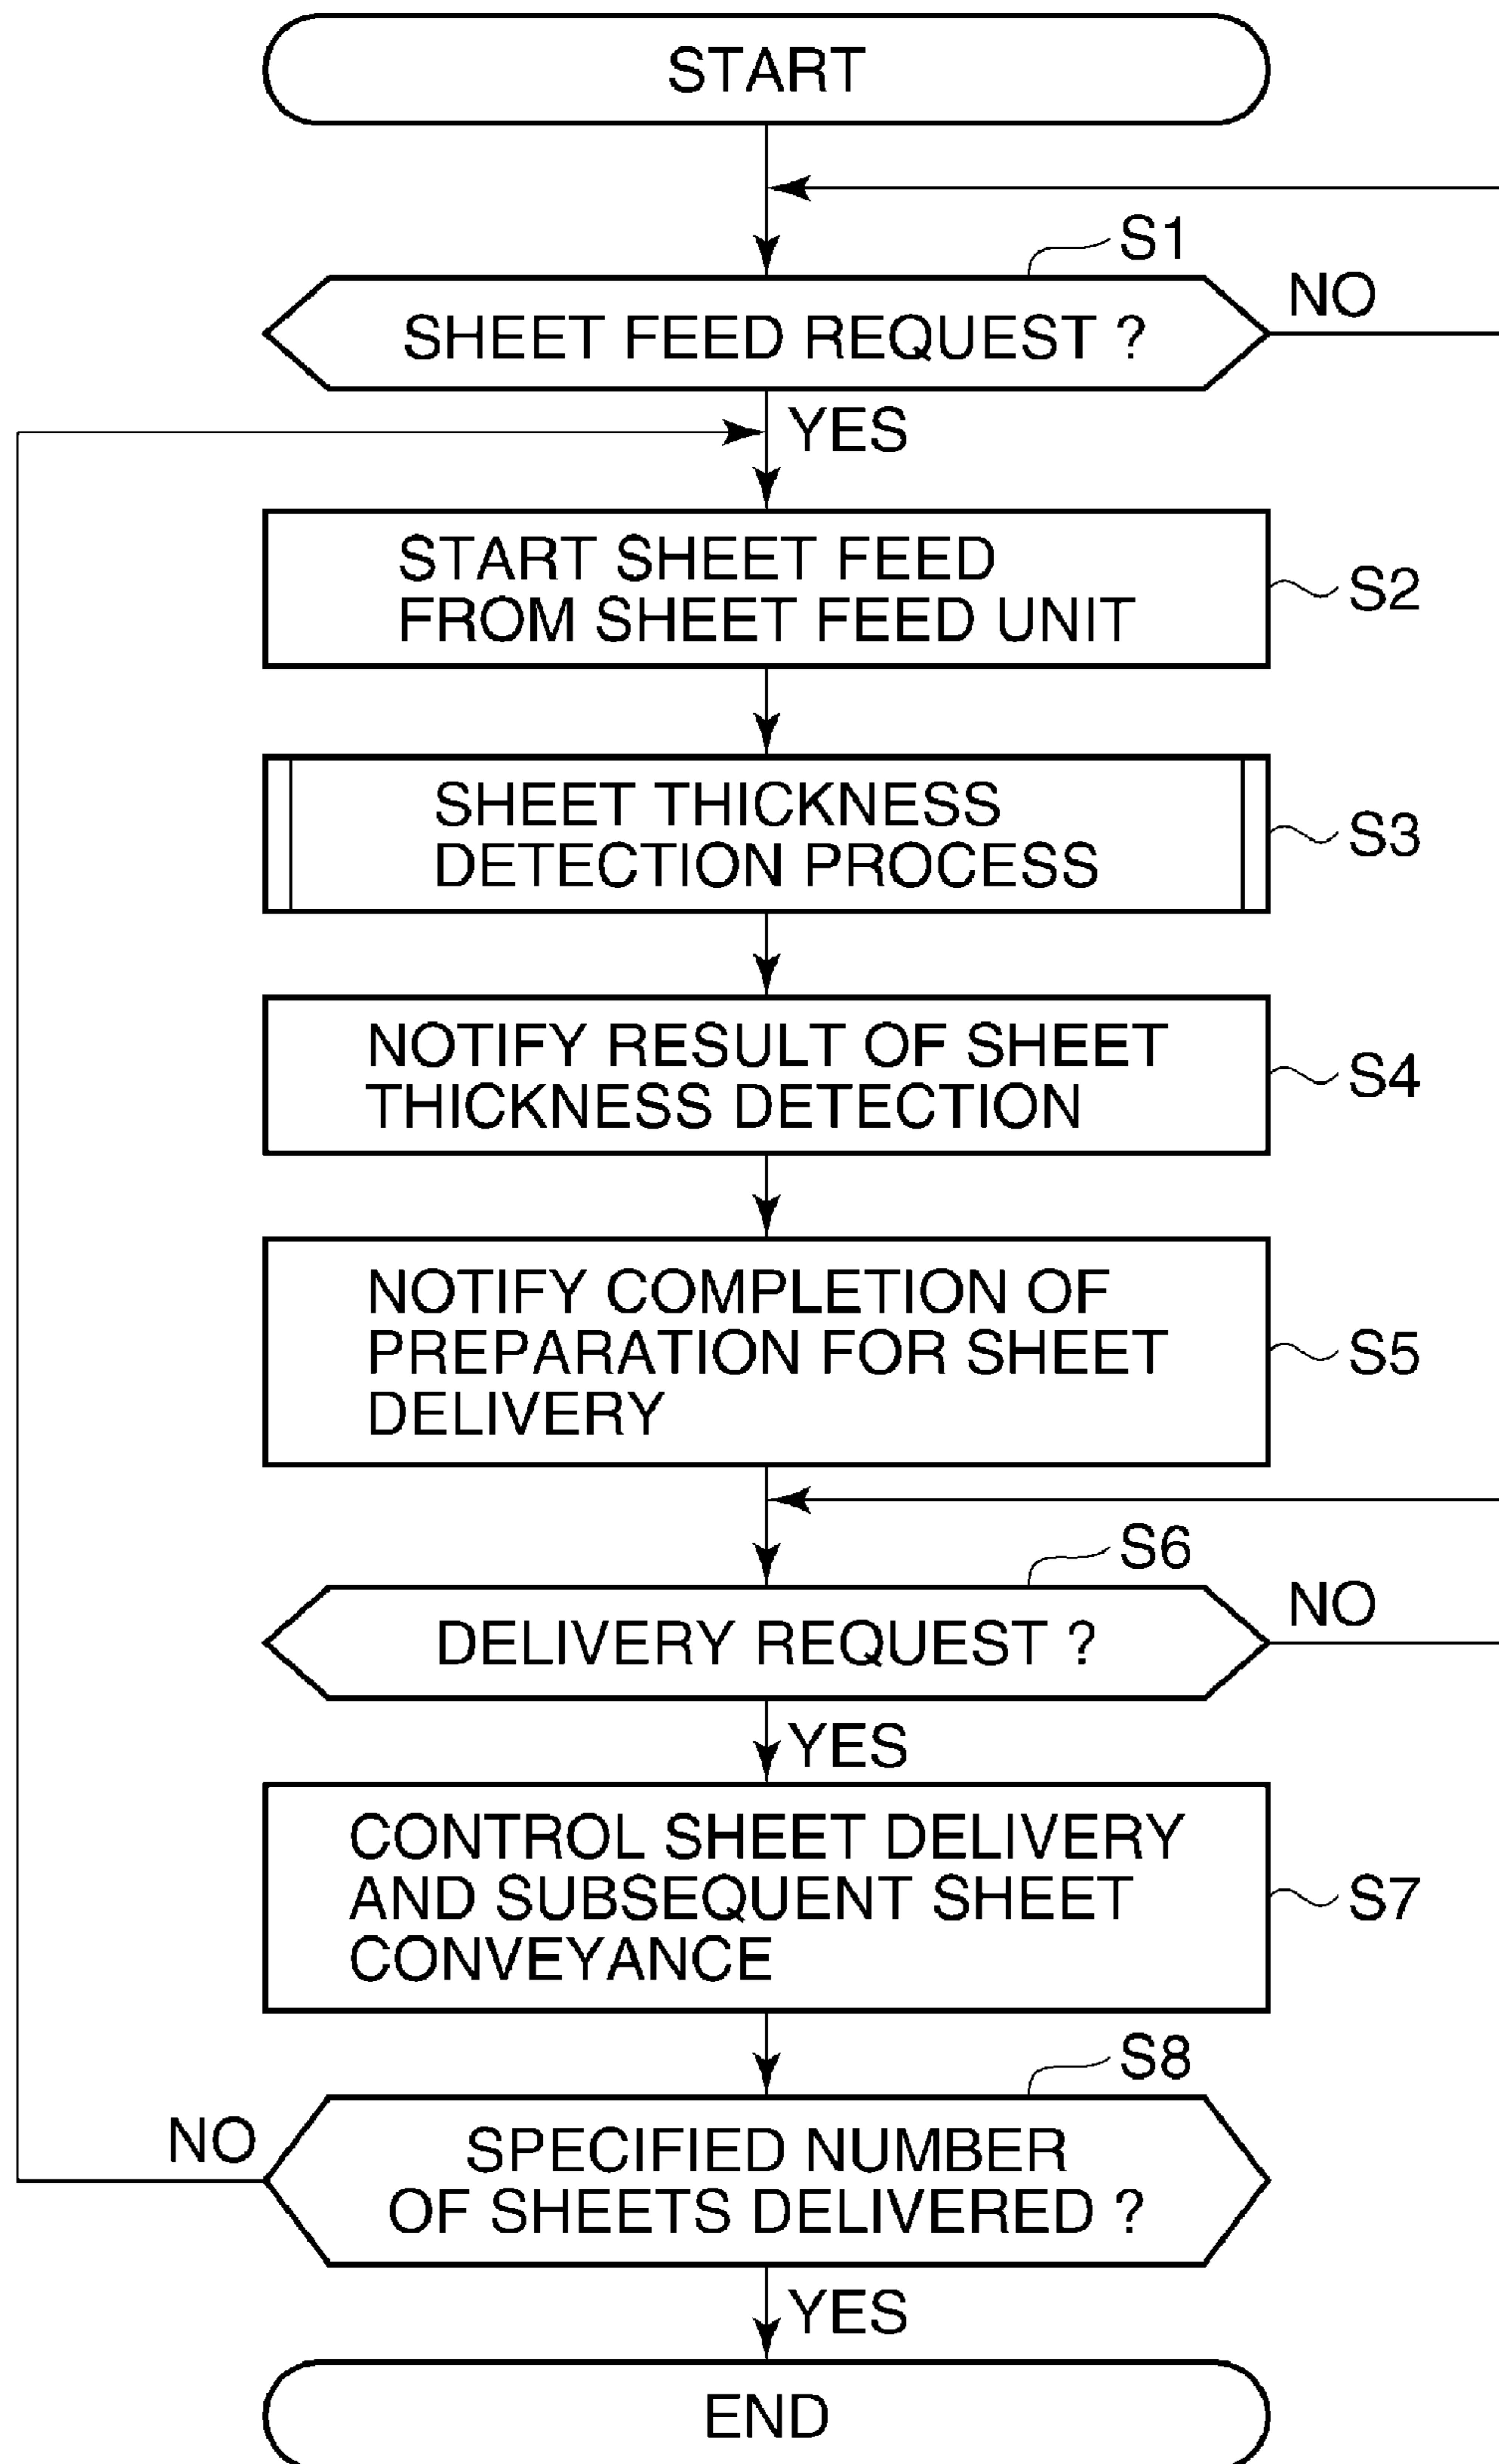 START
S1
SHEET FEED REQUEST ?
NO
YES
START SHEET FEED
FROM SHEET FEED UNIT
S2
SHEET THICKNESS
DETECTION PROCESS
S3
NOTIFY RESULT OF SHEET
THICKNESS DETECTION
S4
NOTIFY COMPLETION OF
PREPARATION FOR SHEET
DELIVERY
S5
S6
DELIVERY REQUEST ?
NO
YES
CONTROL SHEET DELIVERY
AND SUBSEQUENT SHEET
CONVEYANCE
S7
S8
NO
SPECIFIED NUMBER
OF SHEETS DELIVERED ?
YES
END